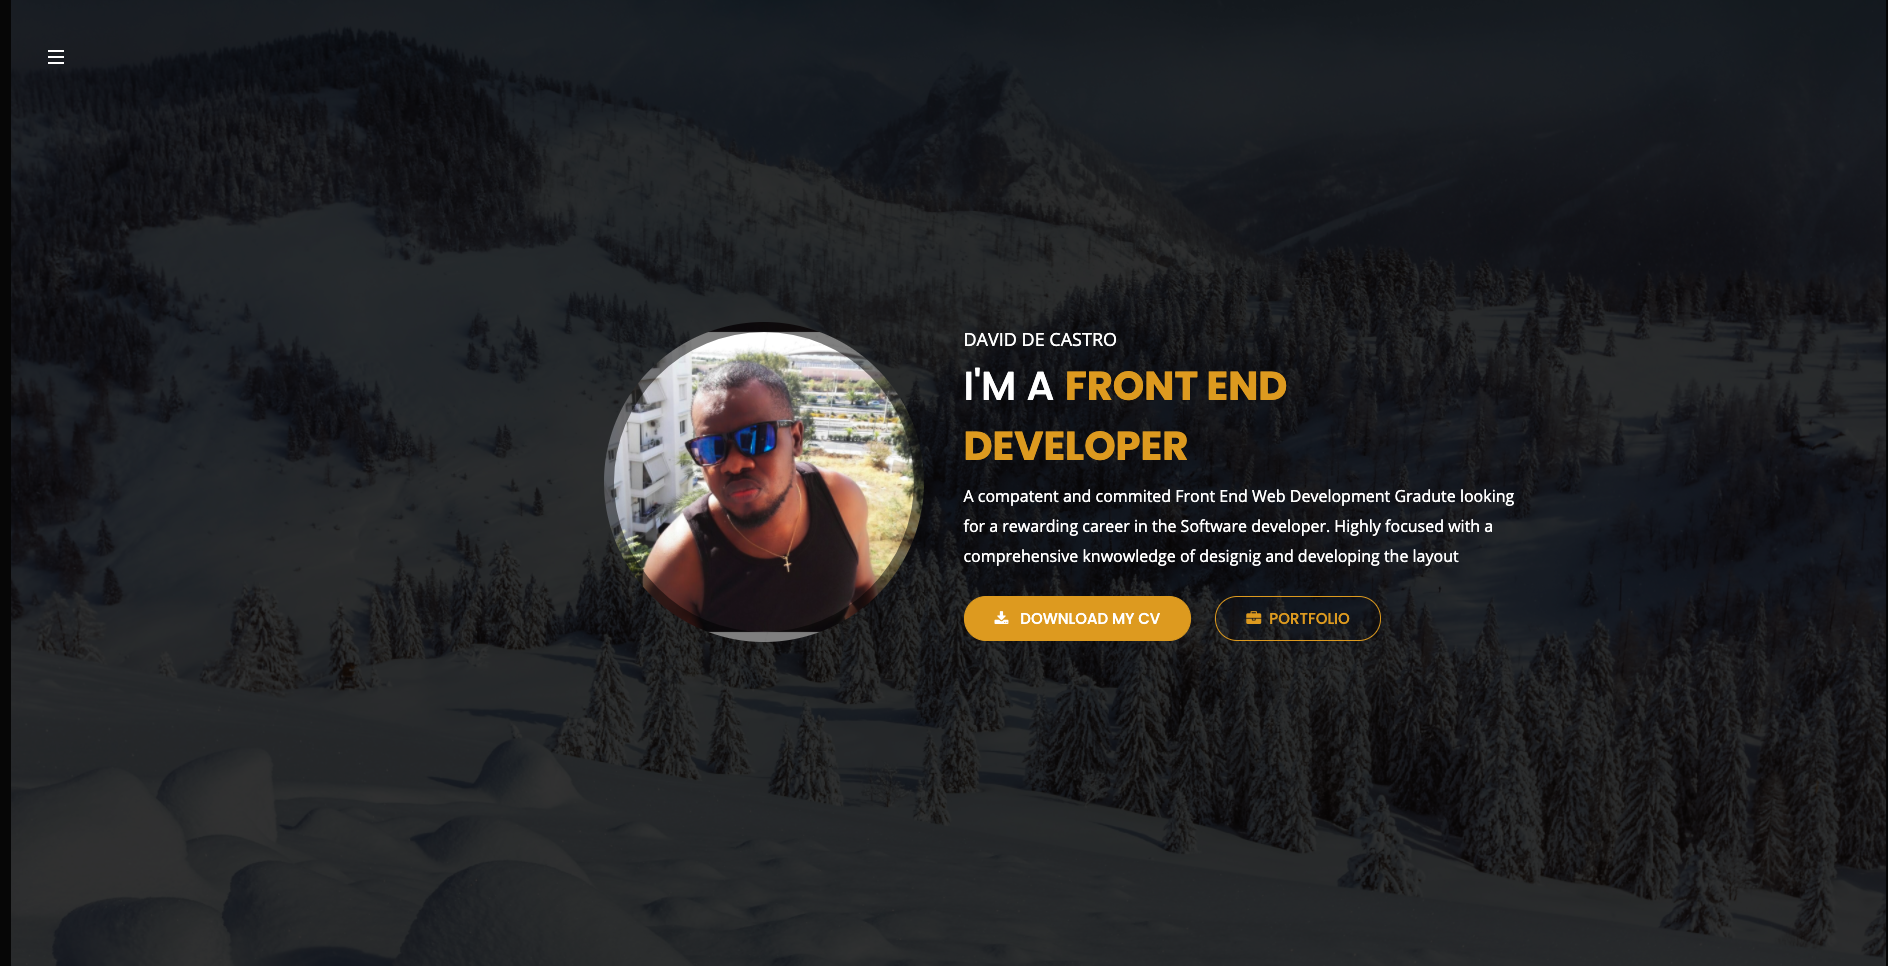 DAVID DE CASTRO
I'M A FRONT END
DEVELOPER
A compatent and commited Front End Web Development Gradute looking
for a rewarding career in the Software developer. Highly focused with a
comprehensive knwowledge of designig and developing the layout
DOWNLOAD MY CV PORTFOLIO